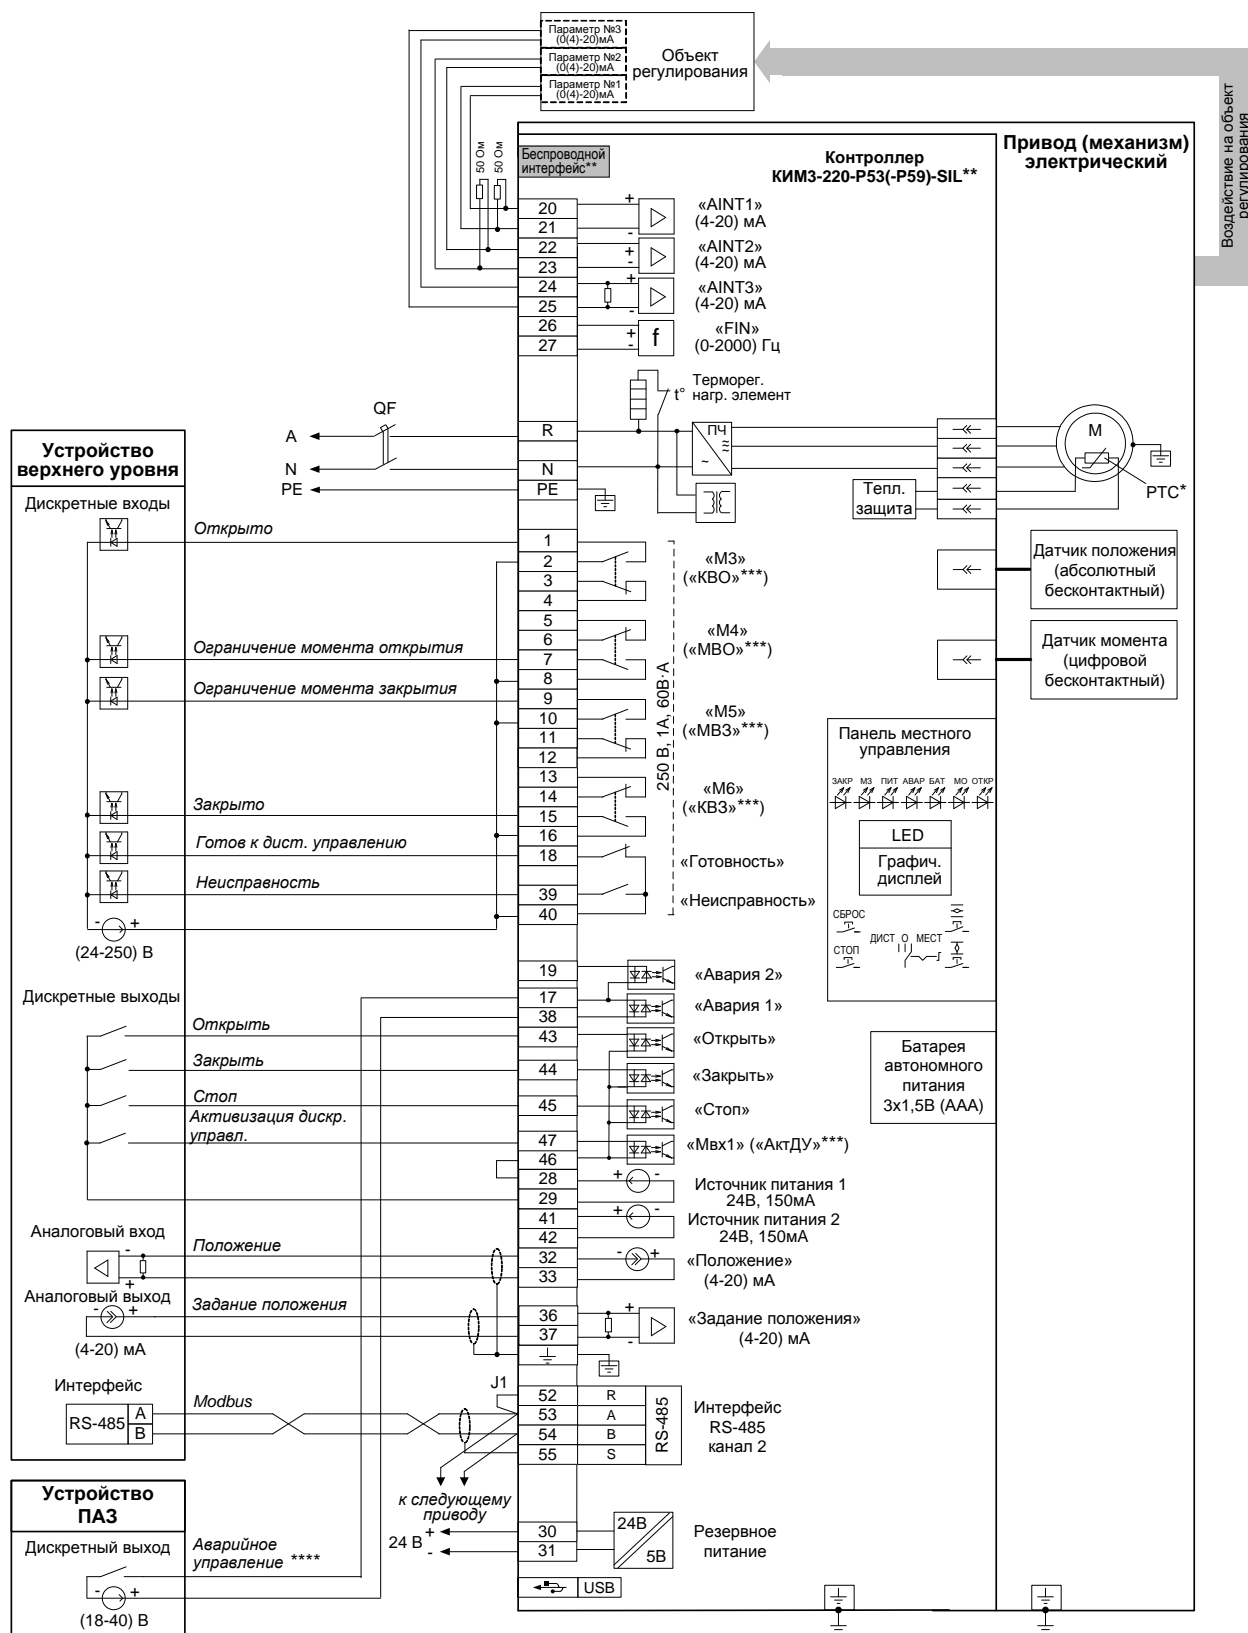 Параметр №3
(0(4)-20)мА
Параметр №2
(0(4)-20)мА
Параметр №1
(0(4)-20)мА
Объект
регулирования
Воздействие на объект
регулирования
50 Ом
50 Ом
Беспроводной
интерфейс**
Контроллер
КИМ3-220-Р53(-Р59)-SIL**
Привод (механизм)
электрический
20
21
22
23
24
25
26
27
+
-
«AINT1»
(4-20) мА
+
-
«AINT2»
(4-20) мА
+
-
«AINT3»
(4-20) мА
+
-
f
«FIN»
(0-2000) Гц
t°
Терморег.
нагр. элемент
QF
A
N
PE
R
N
PE
ПЧ
~
Тепл.
защита
M
PTC*
Датчик положения
(абсолютный
бесконтактный)
Датчик момента
(цифровой
бесконтактный)
Устройство
верхнего уровня
Дискретные входы
Открыто
Ограничение момента открытия
Ограничение момента закрытия
Закрыто
Готов к дист. управлению
Неисправность
- +
(24-250) В
1
2
3
4
5
6
7
8
9
10
11
12
13
14
15
16
18
39
40
«М3»
(«КВО»***)
«М4»
(«МВО»***)
«М5»
(«МВЗ»***)
«М6»
(«КВЗ»***)
250 В, 1А, 60В·А
«Готовность»
«Неисправность»
Панель местного
управления
ЗАКР МЗ ПИТ АВАР БАТ МО ОТКР
LED
Графич.
дисплей
СБРОС
СТОП
ДИСТ О МЕСТ
Батарея
автономного
питания
3х1,5В (ААА)
Дискретные выходы
Открыть
Закрыть
Стоп
Активизация дискр.
управл.
19
17
38
43
44
45
47
46
28
29
41
42
32
33
36
37
«Авария 2»
«Авария 1»
«Открыть»
«Закрыть»
«Стоп»
«Мвх1» («АктДУ»***)
+ -
Источник питания 1
24В, 150мА
+ -
Источник питания 2
24В, 150мА
- +
«Положение»
(4-20) мА
+
-
«Задание положения»
(4-20) мА
Аналоговый вход
-
+
Положение
Аналоговый выход
- +
Задание положения
(4-20) мА
Интерфейс
RS-485
A
B
Modbus
J1
52 R
53 A
54 B
55 S
RS-485
Интерфейс
RS-485
канал 2
к следующему
приводу
24 В
+
-
30
31
24В
5В
Резервное
питание
USB
Устройство
ПАЗ
Дискретный выход
Аварийное
управление ****
- +
(18-40) В